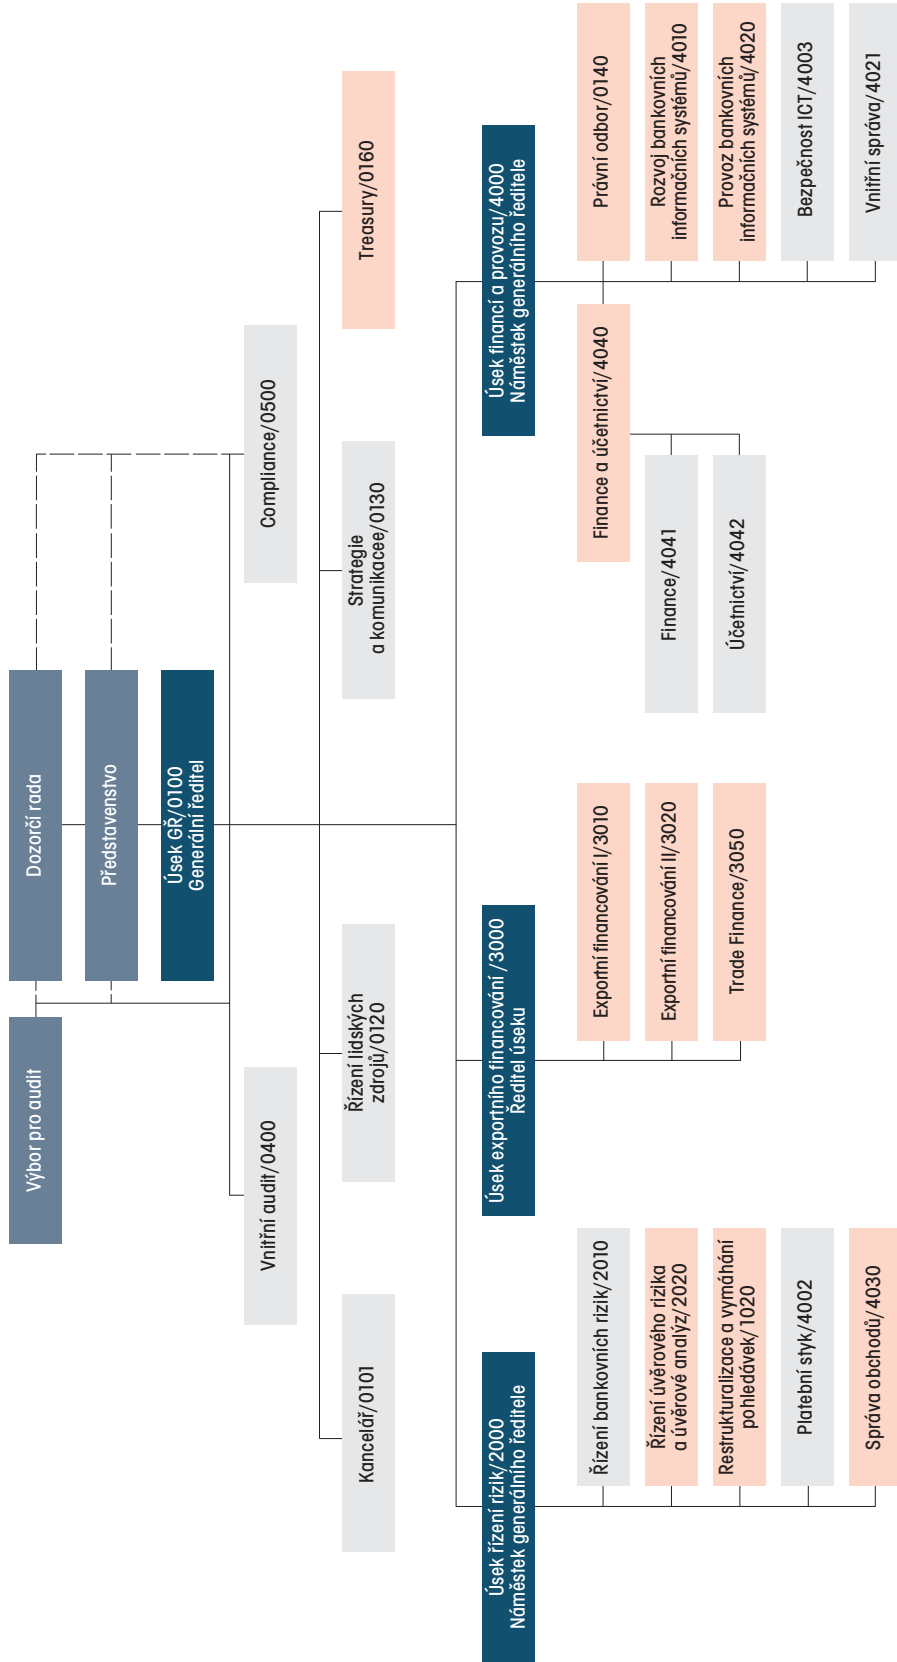 Výbor pro audit
Dozorčí rada
Představenstvo
Úsek GŘ/0100
Generální ředitel
Vnitřní audit/0400
Compliance/0500
Kancelář/0101
Řízení lidských
zdrojů/0120
Strategie
a komunikacee/0130
Treasury/0160
Úsek řízení rizik/2000
Náměstek generálního ředitele
Úsek exportního financování /3000
Ředitel úseku
Úsek financí a provozu/4000
Náměstek generálního ředitele
Řízení bankovních rizik/2010
Řízení úvěrového rizika
a úvěrové analýz/2020
Restrukturalizace a vymáhání
pohledávek/1020
Platební styk/4002
Správa obchodů/4030
Exportní financování I/3010
Exportní financování II/3020
Trade Finance/3050
Finance a účetnictví/4040
Finance/4041
Účetnictví/4042
Právní odbor/0140
Rozvoj bankovních
informačních systémů/4010
Provoz bankovních
informačních systémů/4020
Bezpečnost ICT/4003
Vnitřní správa/4021